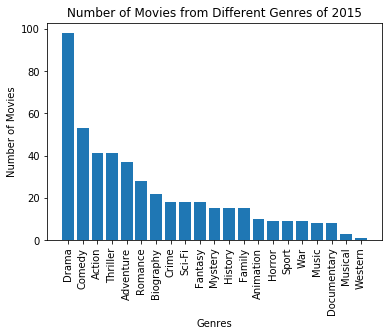 Number of Movies from Different Genres of 2015
Number of Movies
100
80
60
40
20
0
Drama
Comedy
Action
Thriller
Adventure
Romance
Biography
Crime
Sci-Fi
Fantasy
Mystery
History
Family
Animation
Horror
Sport
War
Music
Documentary
Musical
Western
Genres